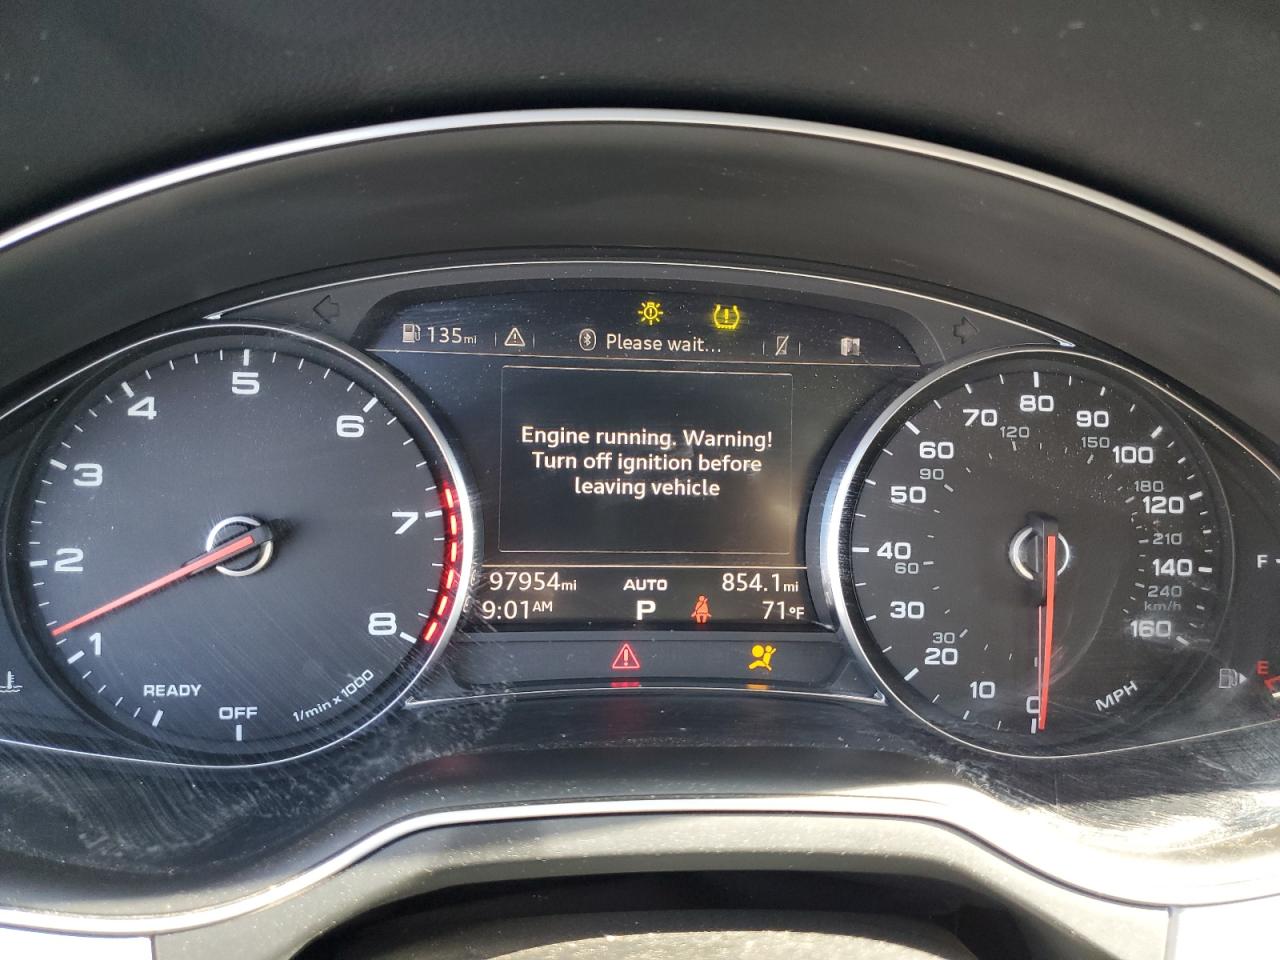 135mi
Please wait...
Engine running. Warning!
Turn off ignition before
leaving vehicle
97954mi
AUTO
854.1mi
9:01AM
P
71°F
OFF
READY
1
2
3
4
5
6
7
8
1/min x 1000
0
10
20
30
40
50
60
70
80
90
100
120
140
160
MPH
30
60
90
120
150
180
210
240
km/h
F
E